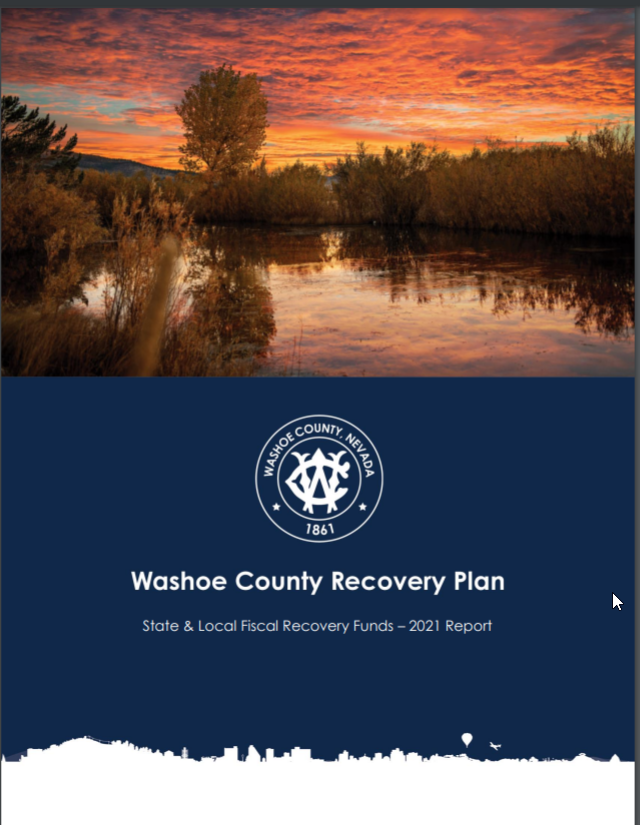 WASHOE COUNTY, NEVADA
1861
Washoe County Recovery Plan
State & Local Fiscal Recovery Funds – 2021 Report